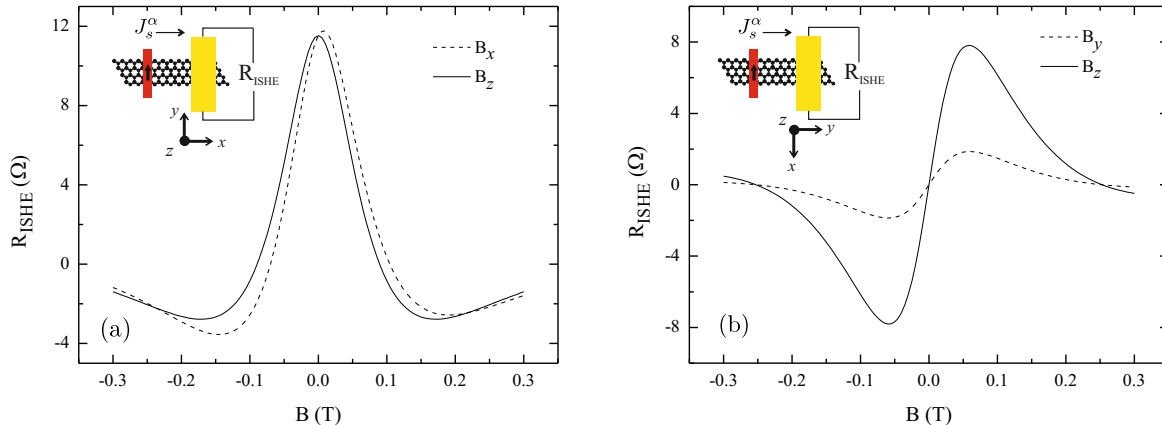 12
8
4
0
-4
-0.3
-0.2
-0.1
0.0
0.1
0.2
0.3
R_ISHE (Ω)
B (T)
J_s^α
R_ISHE
y
z
x
B_x
B_z
(a)
8
4
0
-4
-8
-0.3
-0.2
-0.1
0.0
0.1
0.2
0.3
R_ISHE (Ω)
B (T)
J_s^α
R_ISHE
z
y
x
B_y
B_z
(b)